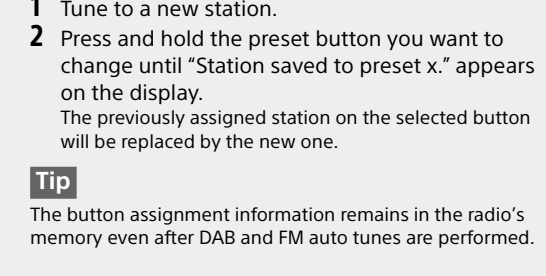 1 Tune to a new station.
2 Press and hold the preset button you want to
change until “Station saved to preset x.” appears
on the display.
The previously assigned station on the selected button
will be replaced by the new one.
Tip
The button assignment information remains in the radio’s
memory even after DAB and FM auto tunes are performed.